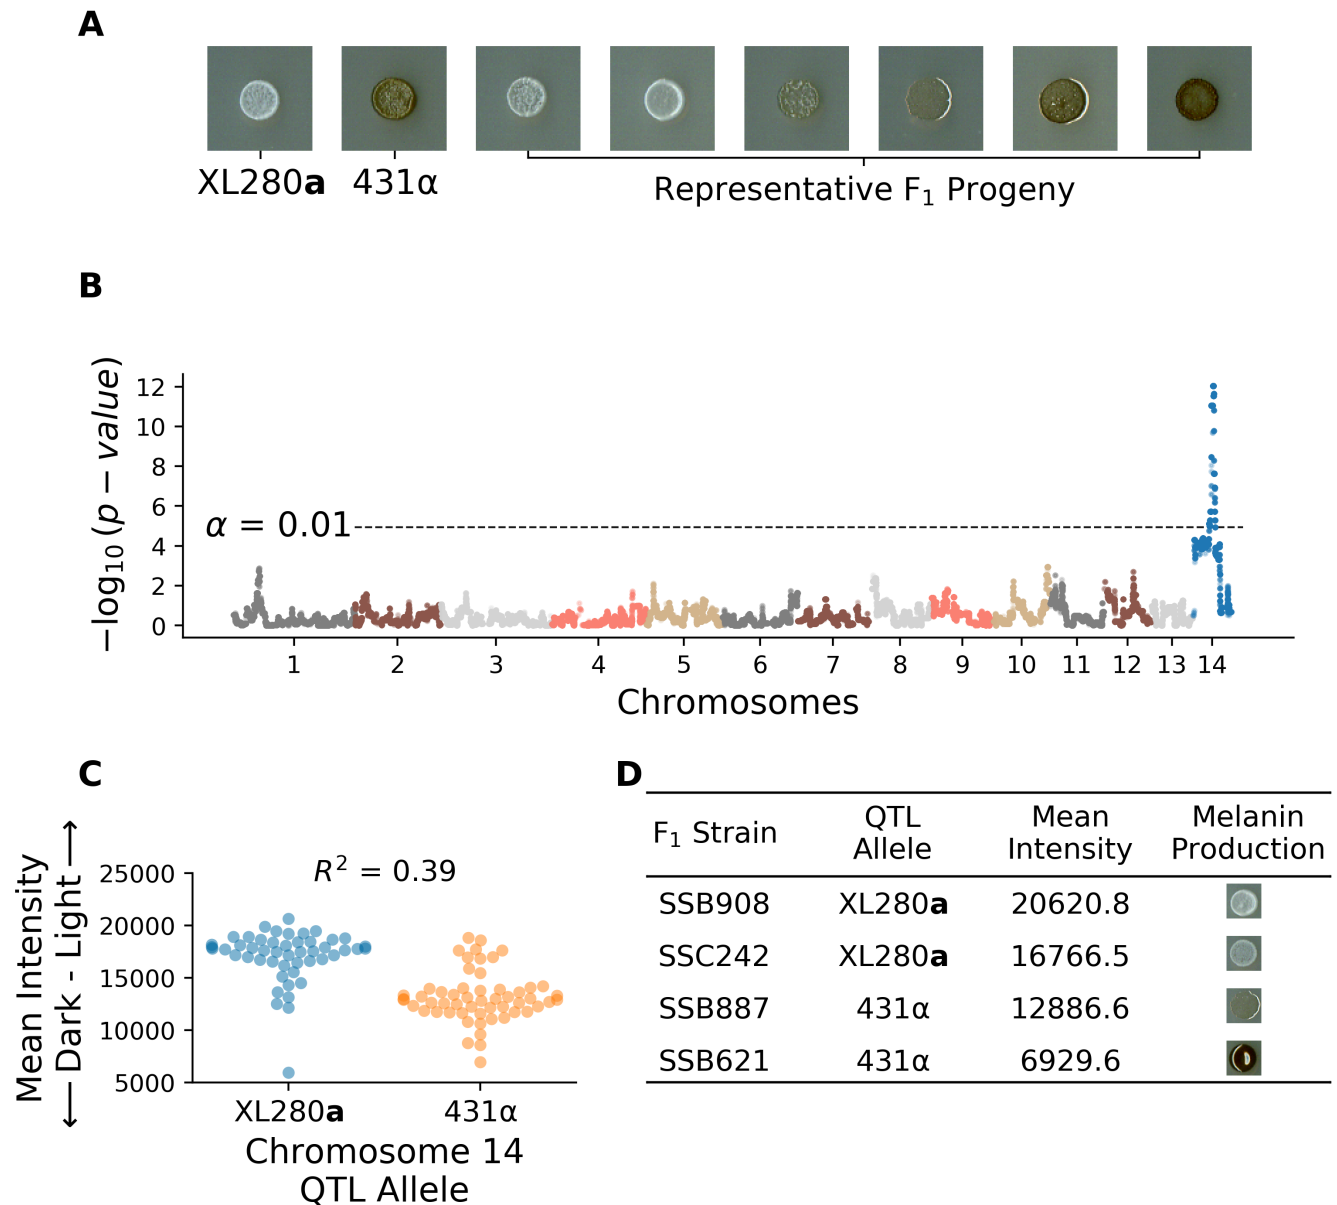 A
XL280a 431α
Representative F₁ Progeny
B
−log₁₀(p − value)
12
10
8
6
4
2
0
α = 0.01
1 2 3 4 5 6 7 8 9 10 11 12 13 14
Chromosomes
C
Mean Intensity
←— Dark - Light —→
25000
20000
15000
10000
5000
R² = 0.39
XL280a 431α
Chromosome 14
QTL Allele
D
F₁ Strain QTL Allele Mean Intensity Melanin Production
SSB908 XL280a 20620.8
SSC242 XL280a 16766.5
SSB887 431α 12886.6
SSB621 431α 6929.6